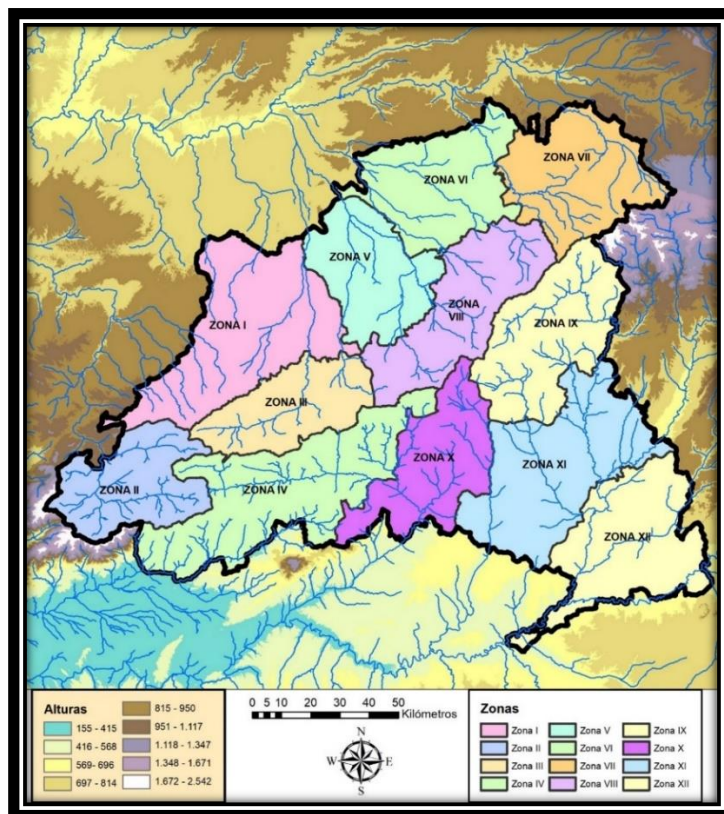 ZONA VII
ZONA VI
ZONA V
ZONA
VIII
ZONA I
ZONA IX
ZONA III
ZONA X
ZONA XI
ZONA II
ZONA IV
ZONA XII
Alturas
155 - 415
416 - 568
569- 696
697 - 814
815 - 950
951 - 1.117
1.118 - 1.347
1.348 - 1.671
1.672 - 2.542
0 5 10 20 30 40 50
Kilómetros
N
W E
S
Zonas
Zona I
Zona II
Zona III
Zona IV
Zona V
Zona VI
Zona VII
Zona VIII
Zona IX
Zona X
Zona XI
Zona XII